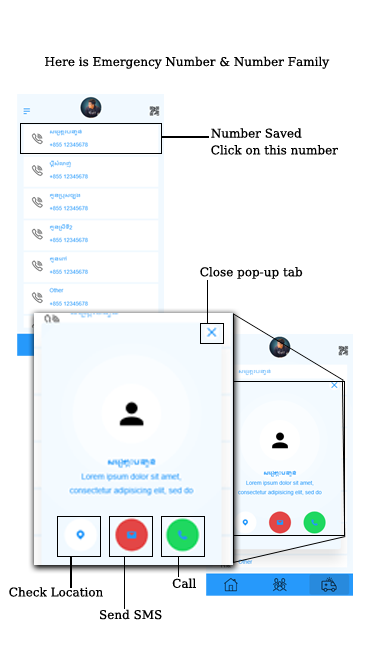 Here is Emergency Number & Number Family
+855 12345678
Number Saved
Click on this number
+855 12345678
+855 12345678
+855 12345678
+855 12345678
Other
+855 12345678
Close pop-up tab
Lorem ipsum dolor sit amet,
consectetur adipisicing elit, sed do
Lorem ipsum dolor sit amet,
consectetur adipisicing elit, sed do
Other
Check Location
Send SMS
Call